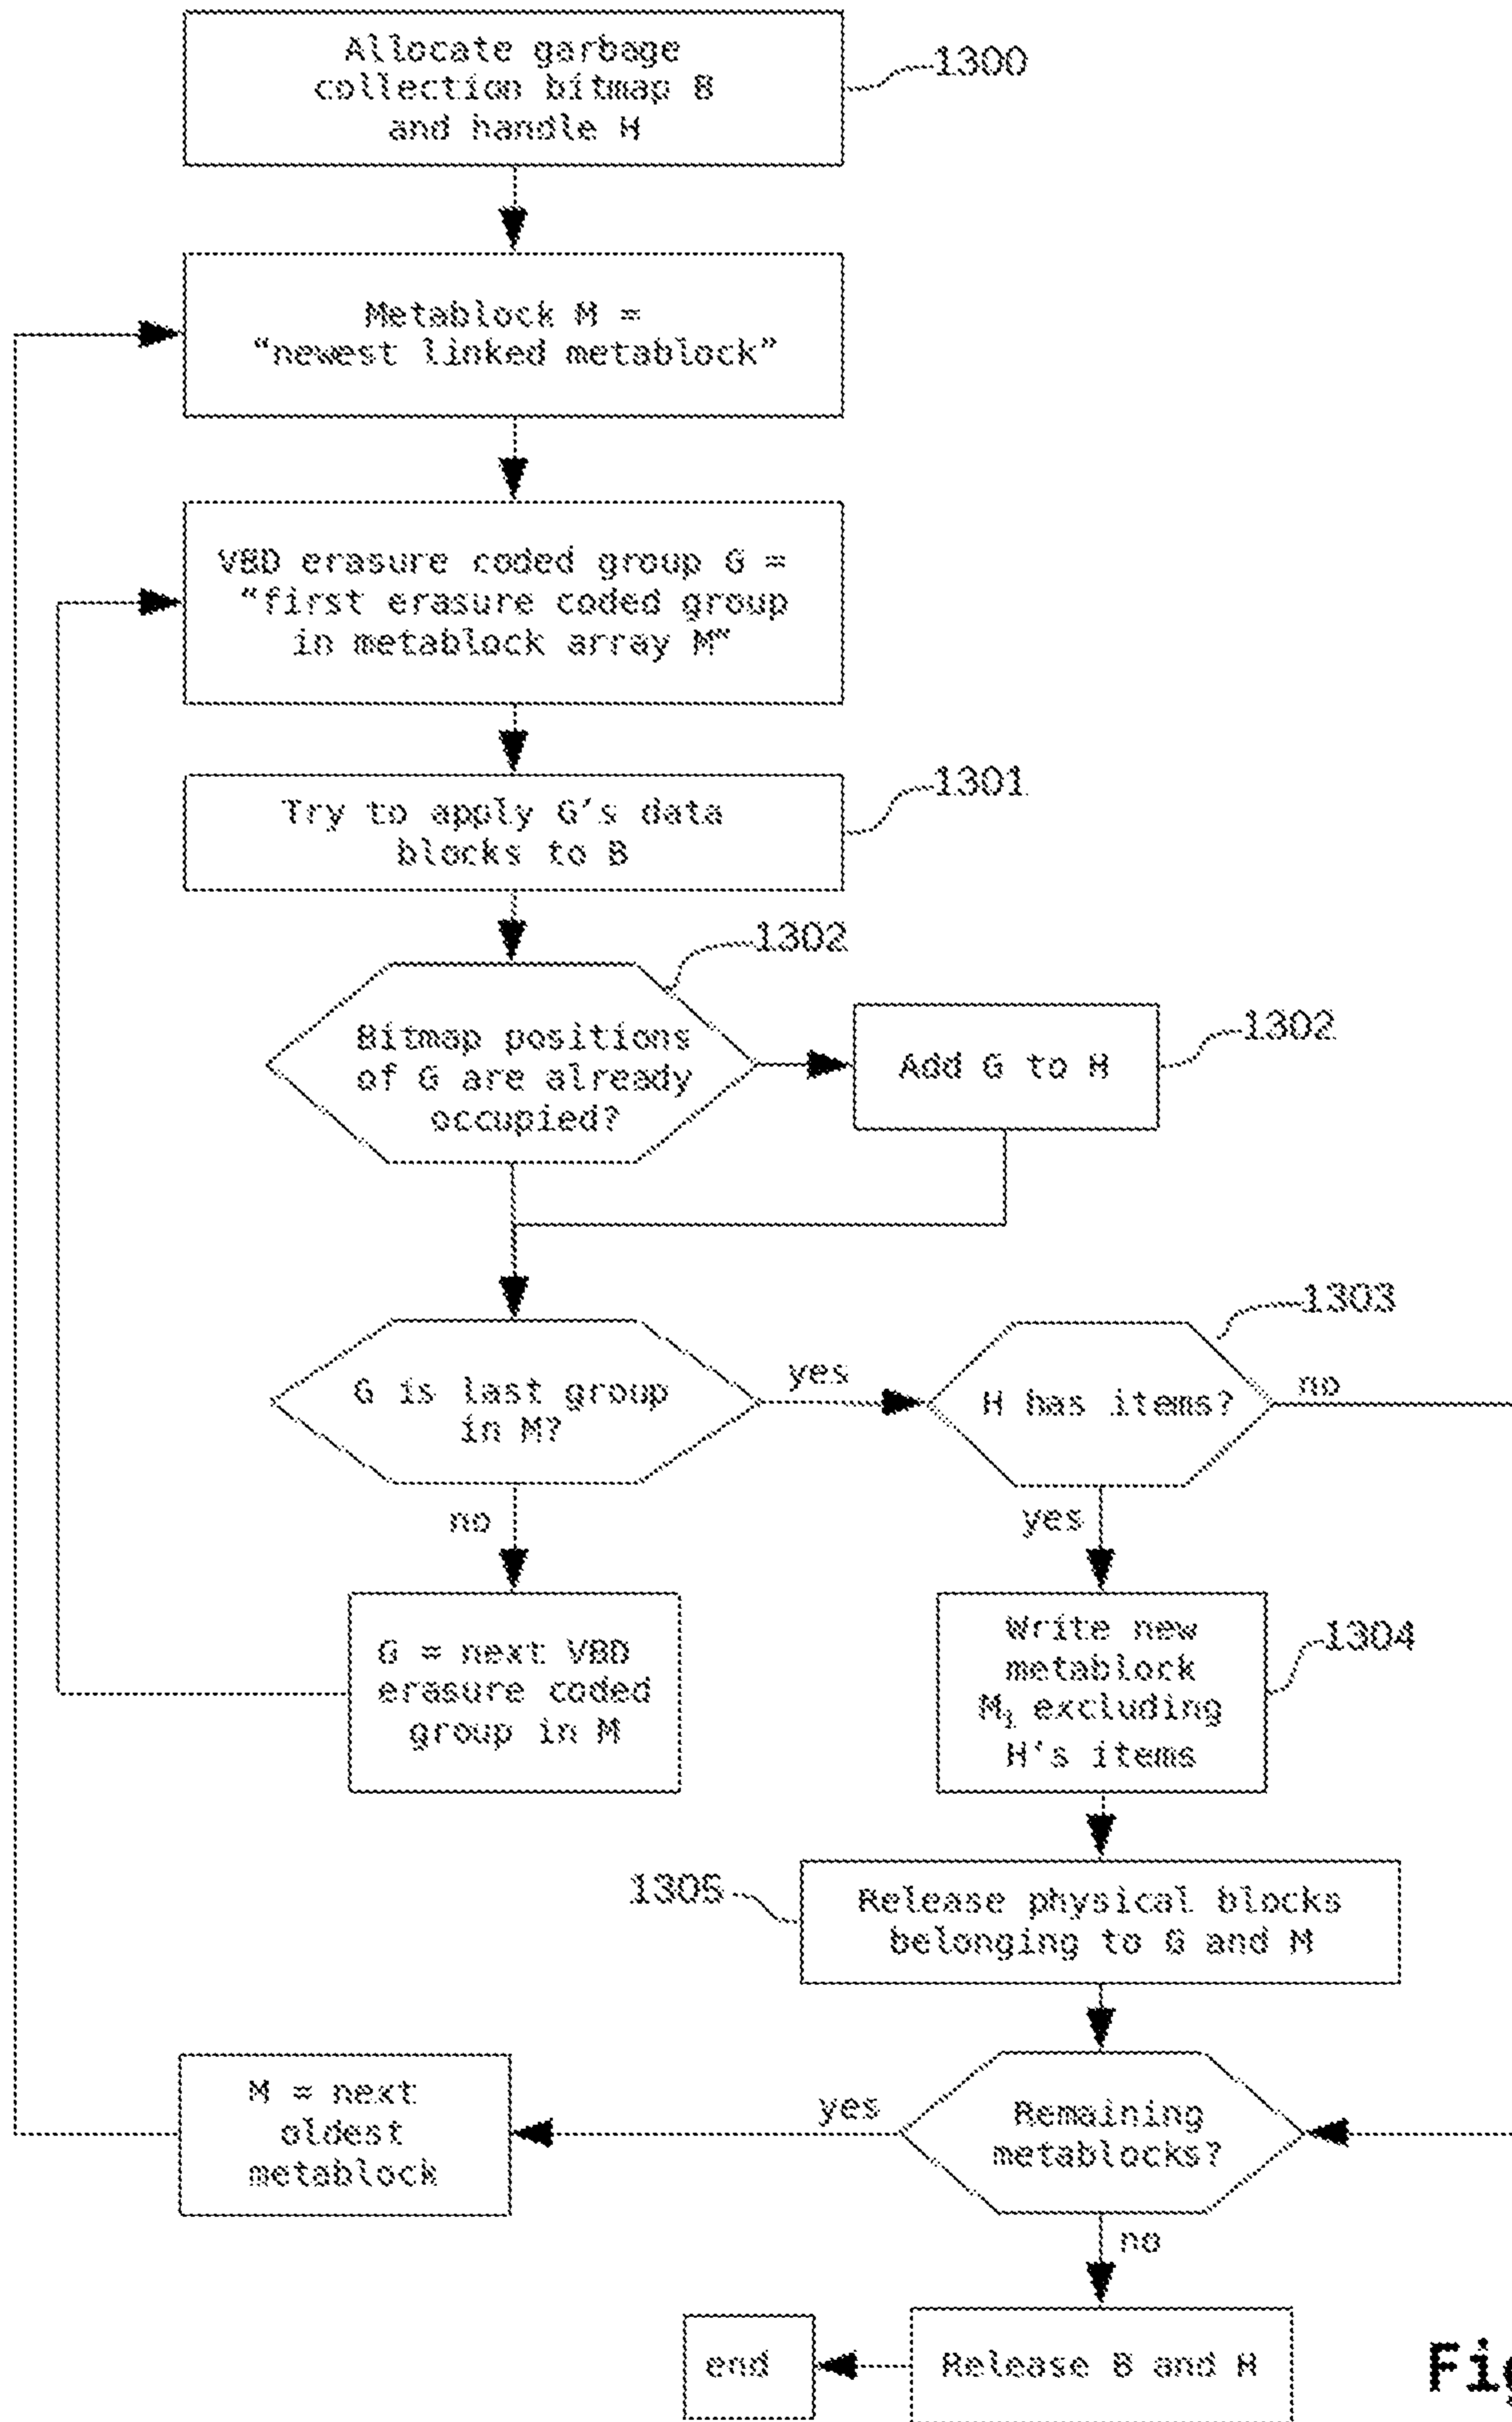 Allocate garbage
collection bitmap B
and handle H
1300
Metablock M =
“newest linked metablock”
VBD erasure coded group G =
“first erasure coded group
in metablock array M”
Try to apply G’s data
blocks to B
1301
1302
Bitmap positions
of G are already
occupied?
Add G to H
1302
G is last group
in M?
yes
H has items?
1303
no
no
yes
G = next VBD
erasure coded
group in M
Write new
metablock
M₁ excluding
H's items
1304
1305
Release physical blocks
belonging to G and M
M = next
oldest
metablock
yes
Remaining
metablocks?
no
end
Release B and H